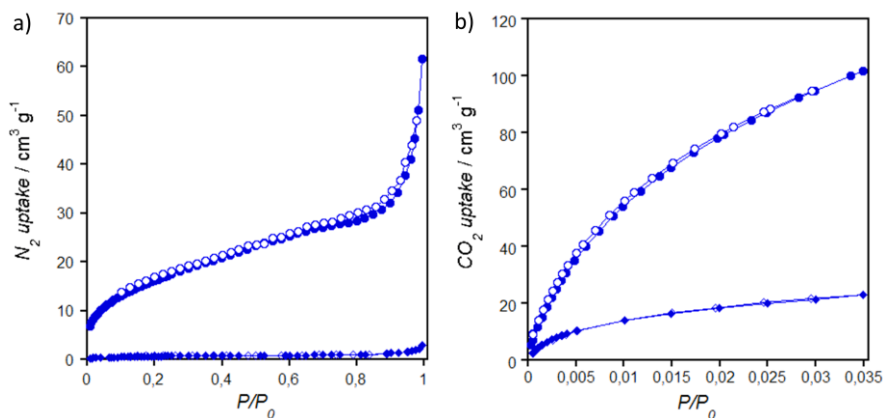 a)
N₂ uptake / cm³ g⁻¹
70
60
50
40
30
20
10
0
0 0,2 0,4 0,6 0,8 1
P/P₀
b)
CO₂ uptake / cm³ g⁻¹
120
100
80
60
40
20
0
0 0,005 0,01 0,015 0,02 0,025 0,03 0,035
P/P₀